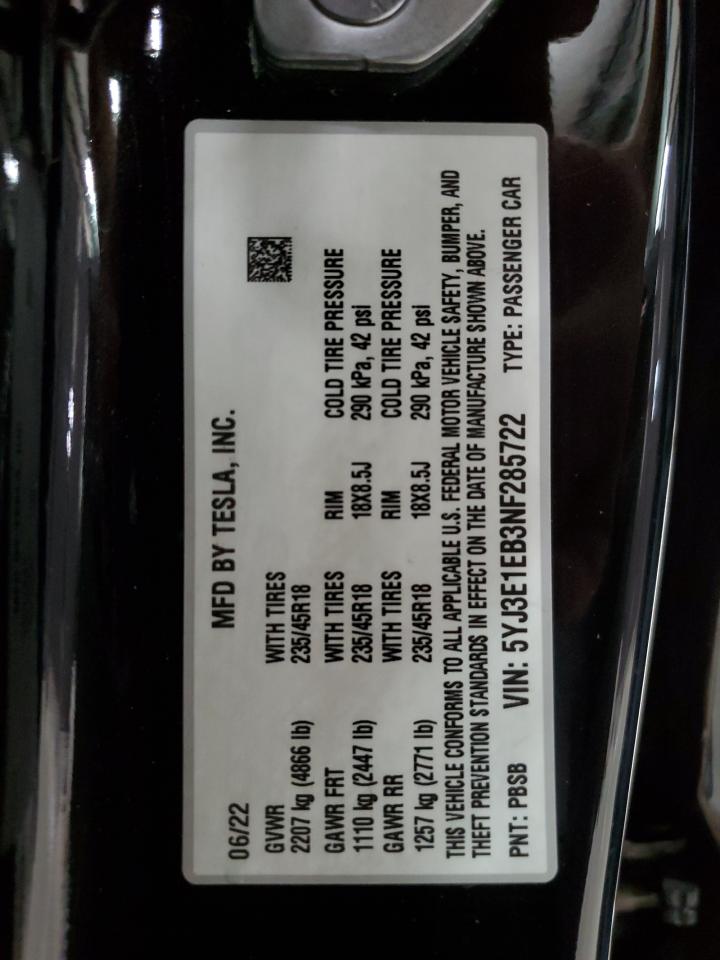 06/22 MFD BY TESLA, INC.
GVWR WITH TIRES
2207 kg (4866 lb) 235/45R18
GAWR FRT WITH TIRES RIM COLD TIRE PRESSURE
1110 kg (2447 lb) 235/45R18 18X8.5J 290 kPa, 42 psi
GAWR RR WITH TIRES RIM COLD TIRE PRESSURE
1257 kg (2771 lb) 235/45R18 18X8.5J 290 kPa, 42 psi
THIS VEHICLE CONFORMS TO ALL APPLICABLE U.S. FEDERAL MOTOR VEHICLE SAFETY, BUMPER, AND
THEFT PREVENTION STANDARDS IN EFFECT ON THE DATE OF MANUFACTURE SHOWN ABOVE.
PNT: PBSB VIN: 5YJ3E1EB3NF285722 TYPE: PASSENGER CAR